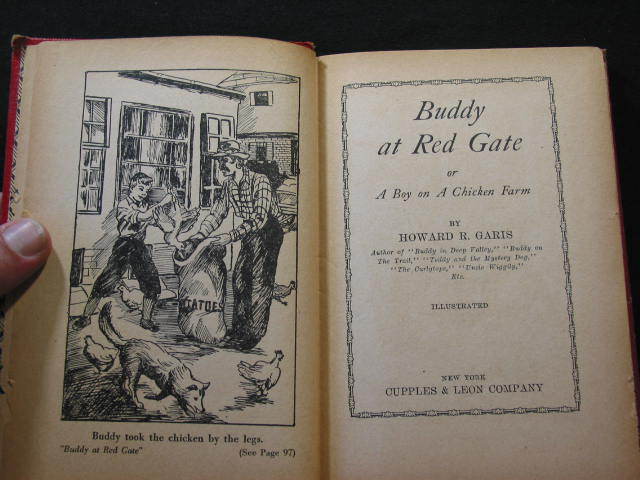 ATATOES
Buddy took the chicken by the legs.
"Buddy at Red Gate"
(See Page 97)
Buddy
at Red Gate
or
A Boy on A Chicken Farm
BY
HOWARD R. GARIS
Author of "Buddy in Deep Valley," "Buddy on
The Trail," "Teddy and the Mystery Dog,"
"The Curlytops," "Uncle Wiggily,"
Etc.
ILLUSTRATED
NEW YORK
CUPPLES & LEON COMPANY